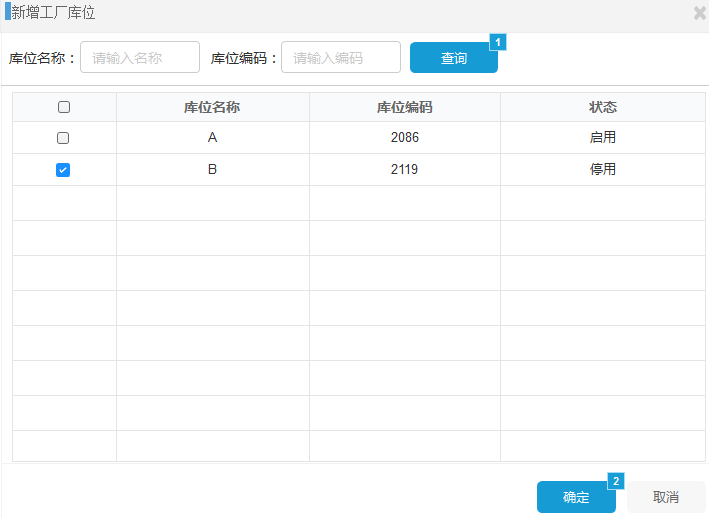 新增工厂库位
库位名称： 请输入名称 库位编码： 请输入编码 查询 1
库位名称 库位编码 状态
A 2086 启用
B 2119 停用
确定 2 取消